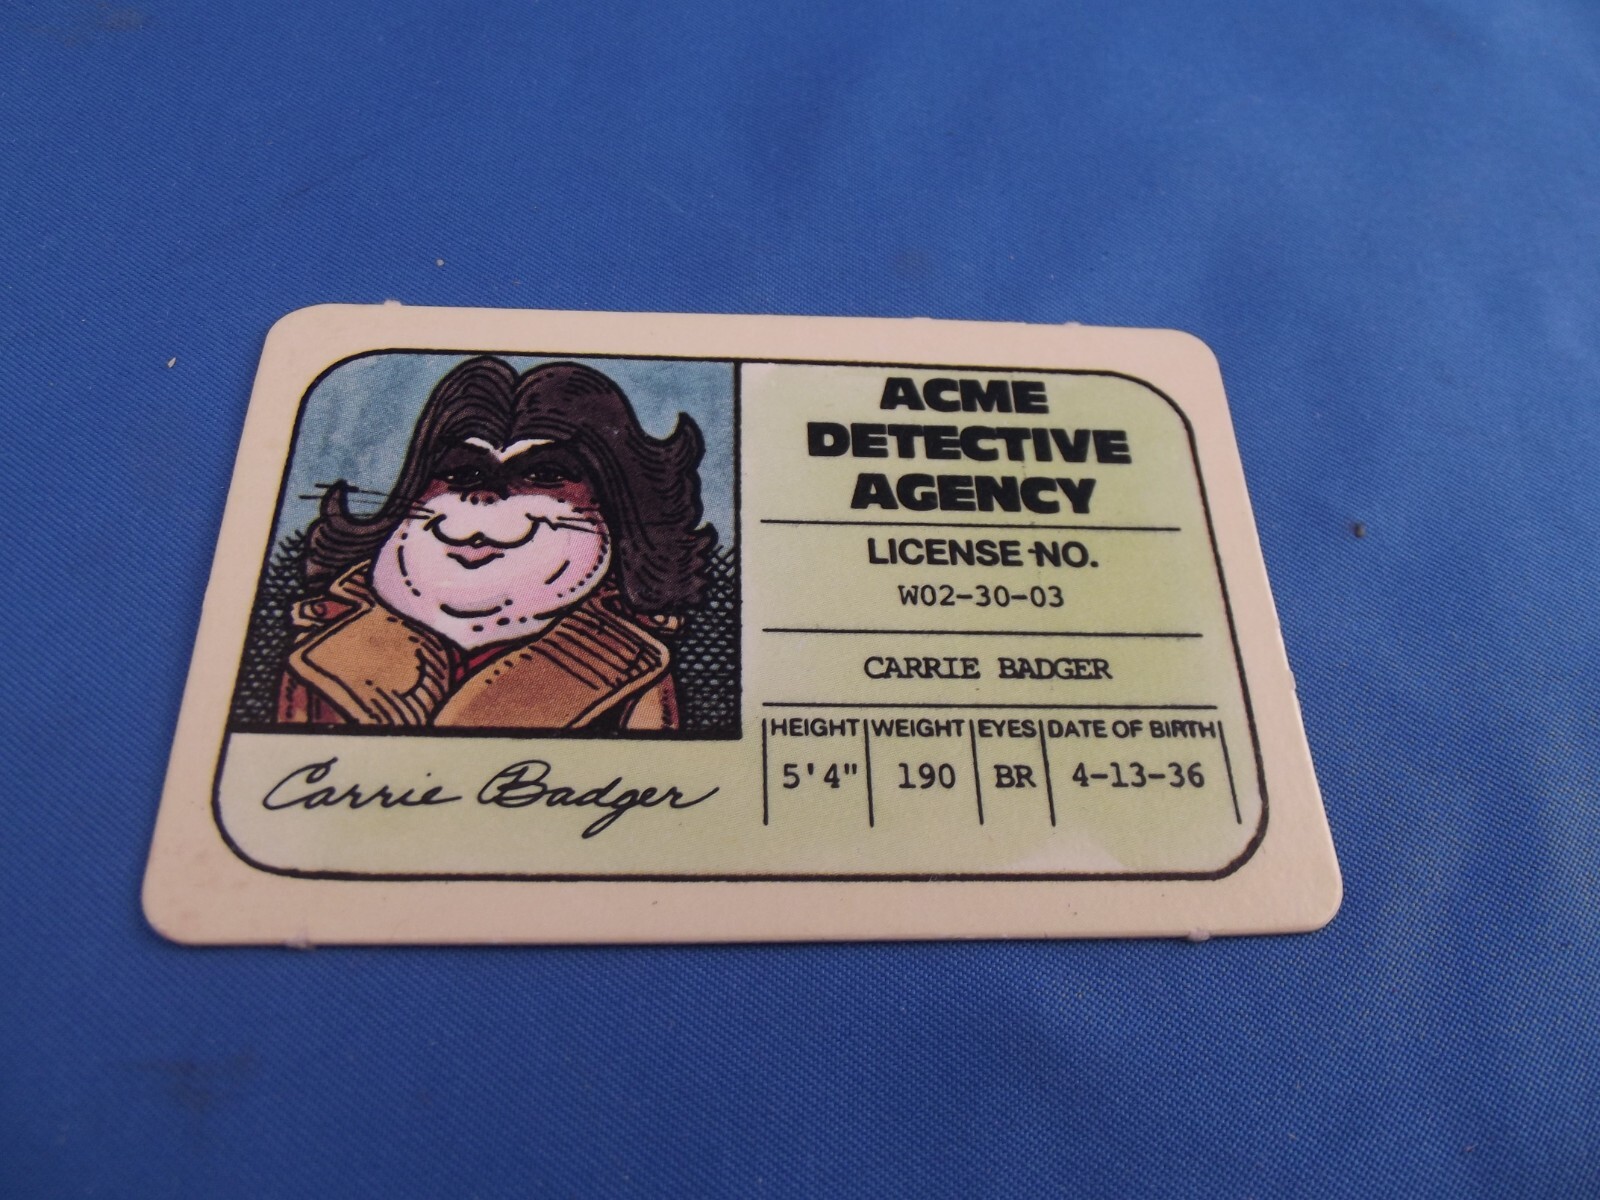 ACME
DETECTIVE
AGENCY
LICENSE NO.
W02-30-03
CARRIE BADGER
HEIGHT WEIGHT EYES DATE OF BIRTH
5'4" 190 BR 4-13-36
Carrie Badger